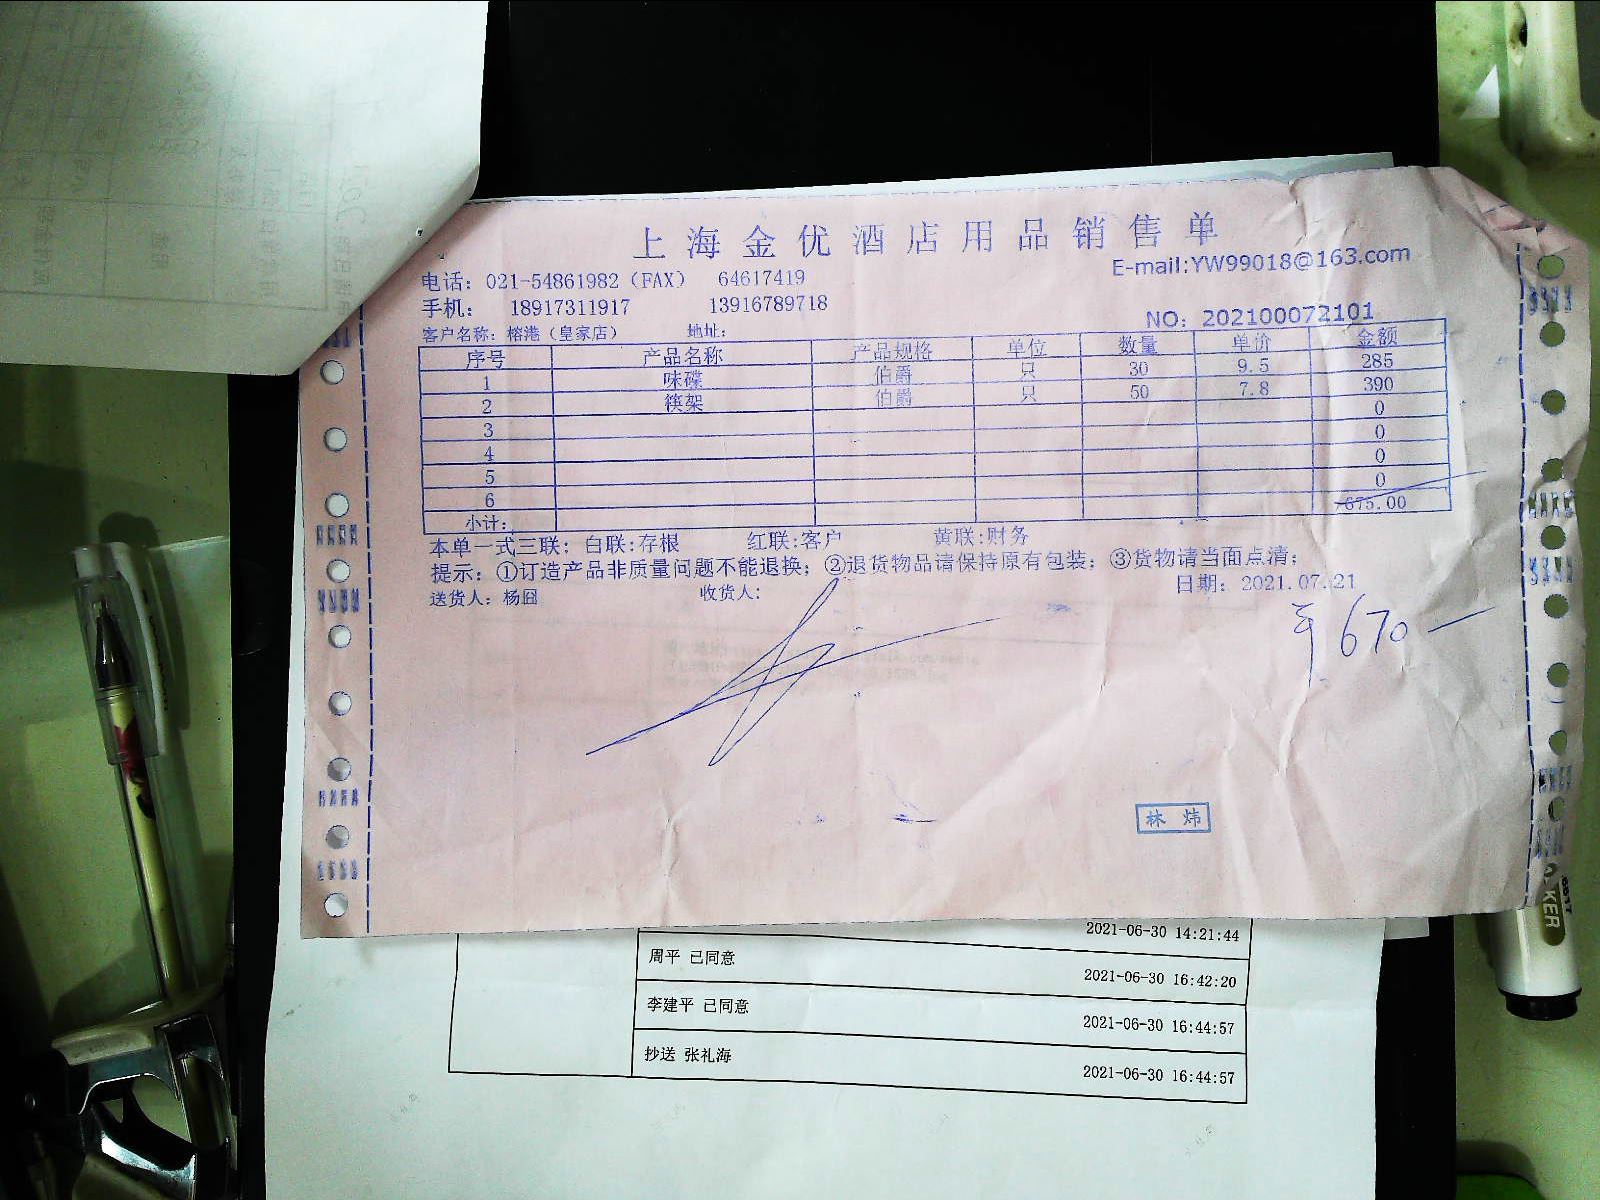 上海金优酒店用品销售单
电话：021-54861982（FAX） 64617419
E-mail:YW99018@163.com
手机： 18917311917 13916789718
NO：202100072101
客户名称：榕港（皇家店） 地址：
序号 产品名称 产品规格 单位 数量 单价 金额
1 味碟 伯爵 只 30 9.5 285
2 筷架 伯爵 只 50 7.8 390
3 0
4 0
5 0
6 0
小计： 675.00
本单一式三联；白联:存根 红联:客户 黄联:财务
提示：①订造产品非质量问题不能退换；②退货物品请保持原有包装；③货物请当面点清；
送货人：杨囧 收货人： 日期：2021.07.21
¥670—
林 炜
2021-06-30 14:21:44
周平 已同意
2021-06-30 16:42:20
李建平 已同意
2021-06-30 16:44:57
抄送 张礼海
2021-06-30 16:44:57
KER